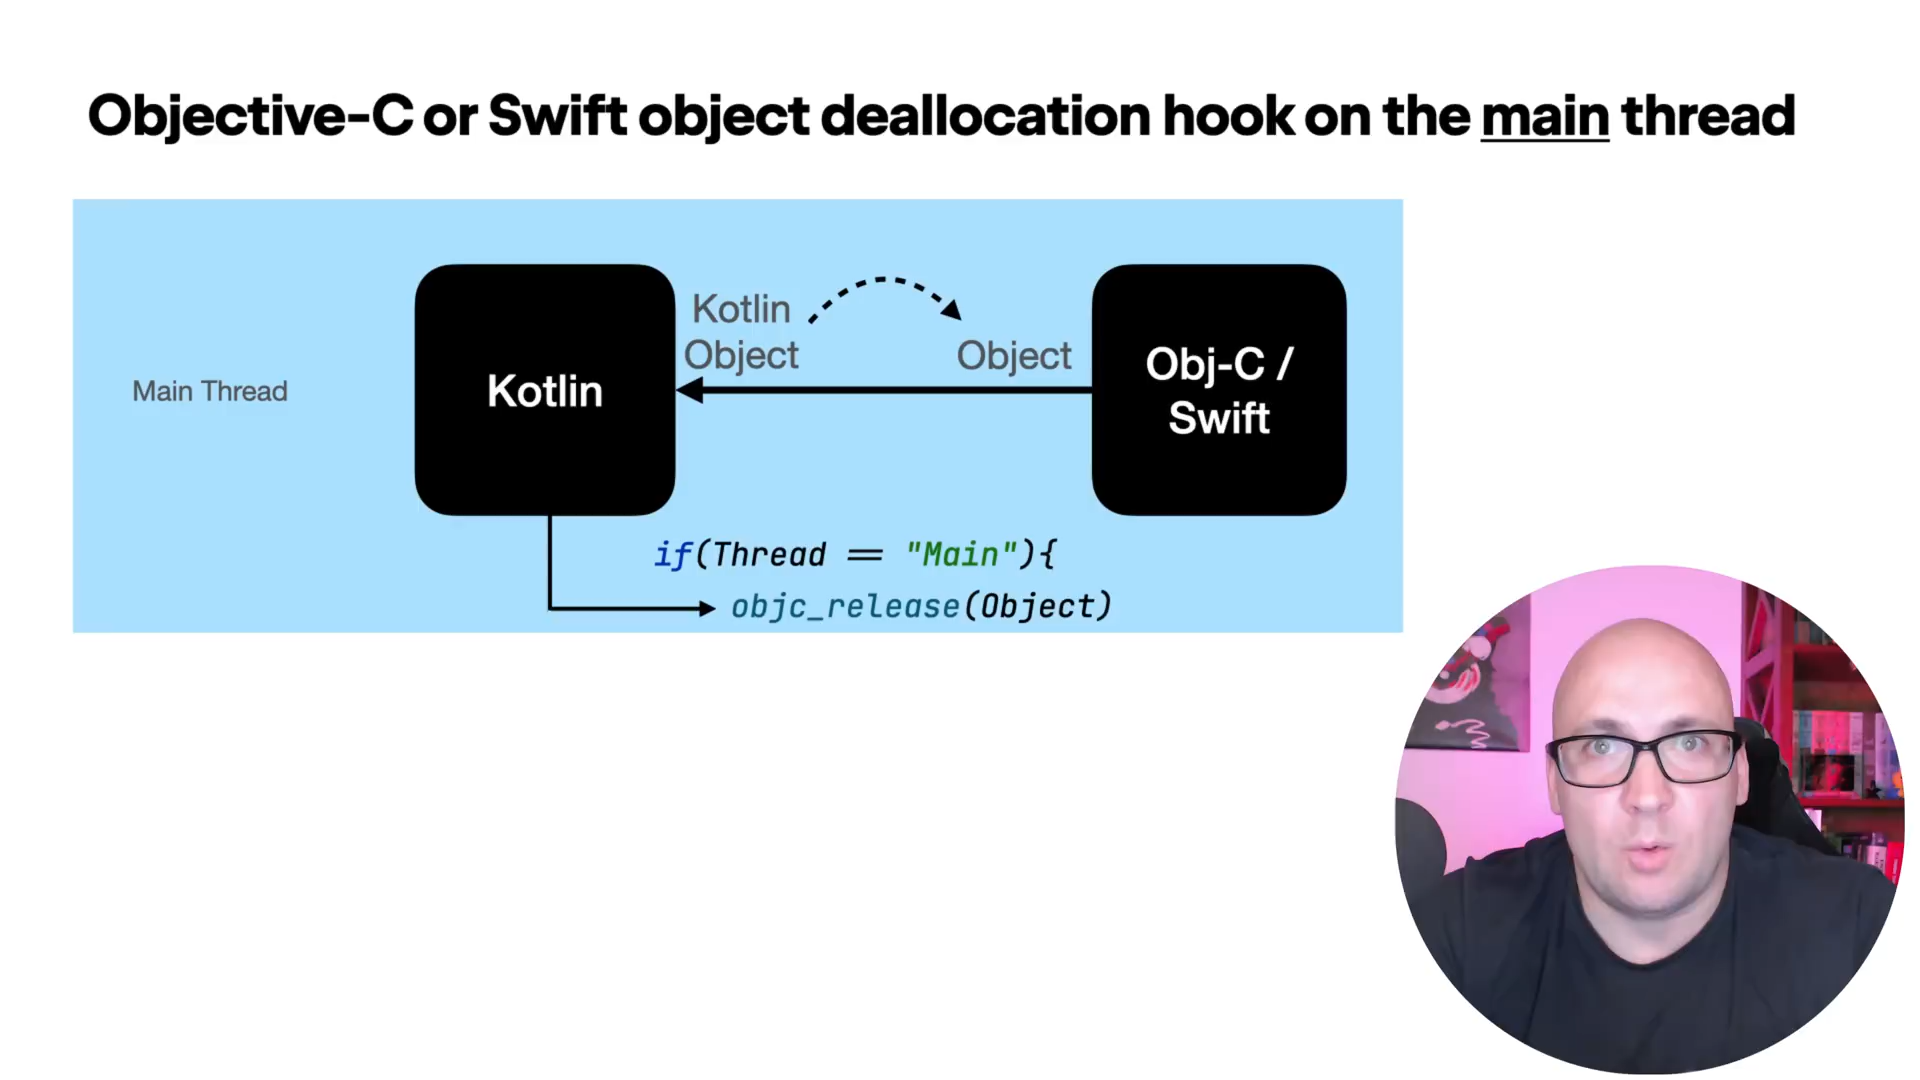 Objective-C or Swift object deallocation hook on the main thread
Main Thread
Kotlin
Kotlin
Object
Object
Obj-C /
Swift
if(Thread == "Main"){
objc_release(Object)